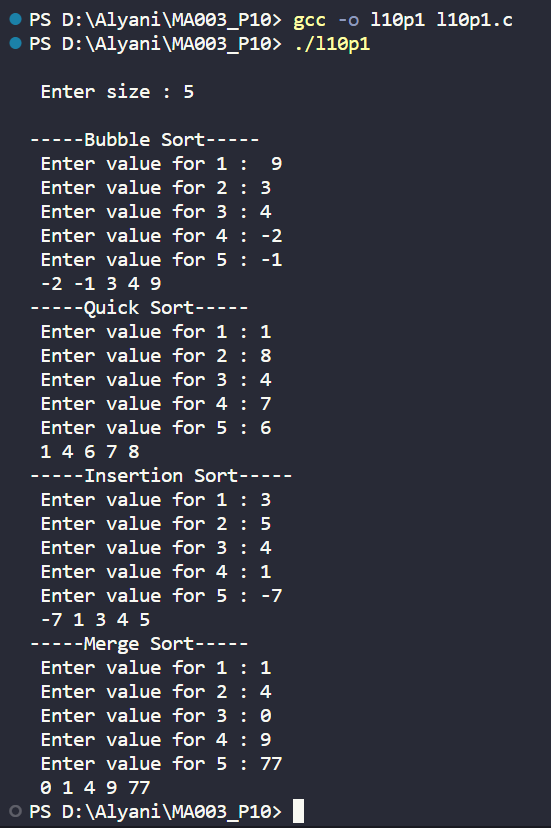 PS D:\Alyani\MA003_P10> gcc -o l10p1 l10p1.c
PS D:\Alyani\MA003_P10> ./l10p1
Enter size : 5
-----Bubble Sort-----
Enter value for 1 :  9
Enter value for 2 : 3
Enter value for 3 : 4
Enter value for 4 : -2
Enter value for 5 : -1
-2 -1 3 4 9
-----Quick Sort-----
Enter value for 1 : 1
Enter value for 2 : 8
Enter value for 3 : 4
Enter value for 4 : 7
Enter value for 5 : 6
1 4 6 7 8
-----Insertion Sort-----
Enter value for 1 : 3
Enter value for 2 : 5
Enter value for 3 : 4
Enter value for 4 : 1
Enter value for 5 : -7
-7 1 3 4 5
-----Merge Sort-----
Enter value for 1 : 1
Enter value for 2 : 4
Enter value for 3 : 0
Enter value for 4 : 9
Enter value for 5 : 77
0 1 4 9 77
PS D:\Alyani\MA003_P10>